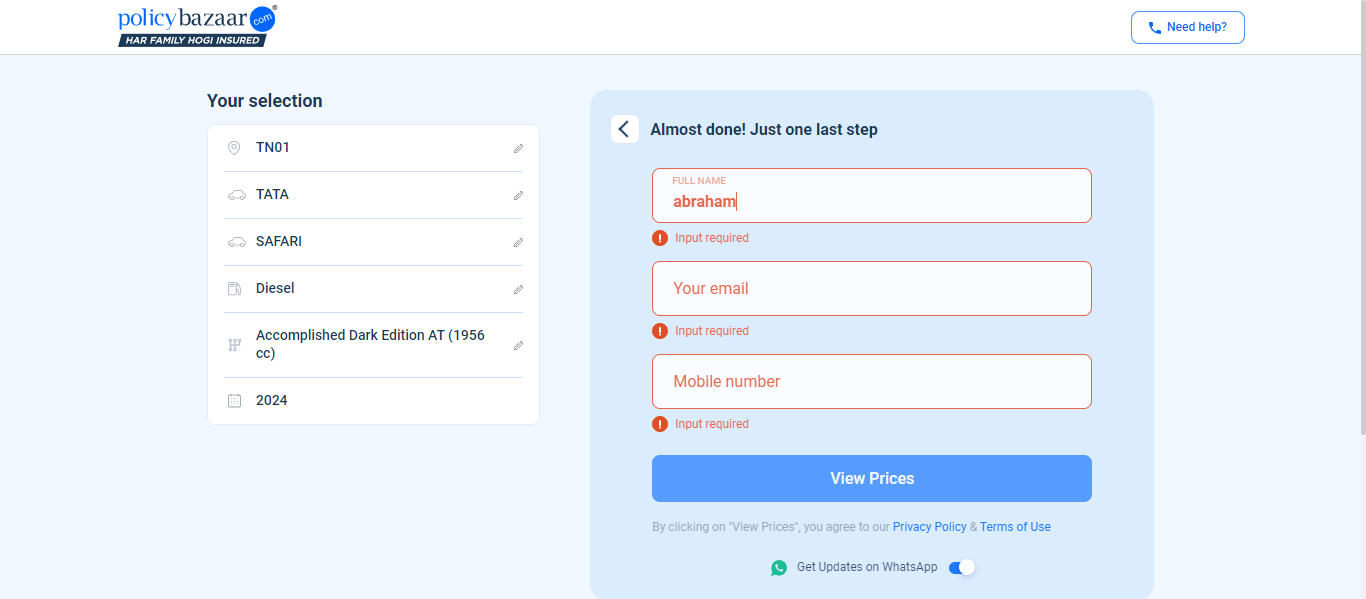 policybazaar.com®
HAR FAMILY HOGI INSURED
Need help?
Your selection
TN01
TATA
SAFARI
Diesel
Accomplished Dark Edition AT (1956
cc)
2024
Almost done! Just one last step
FULL NAME
abraham
Input required
Your email
Input required
Mobile number
Input required
View Prices
By clicking on "View Prices", you agree to our Privacy Policy & Terms of Use
Get Updates on WhatsApp